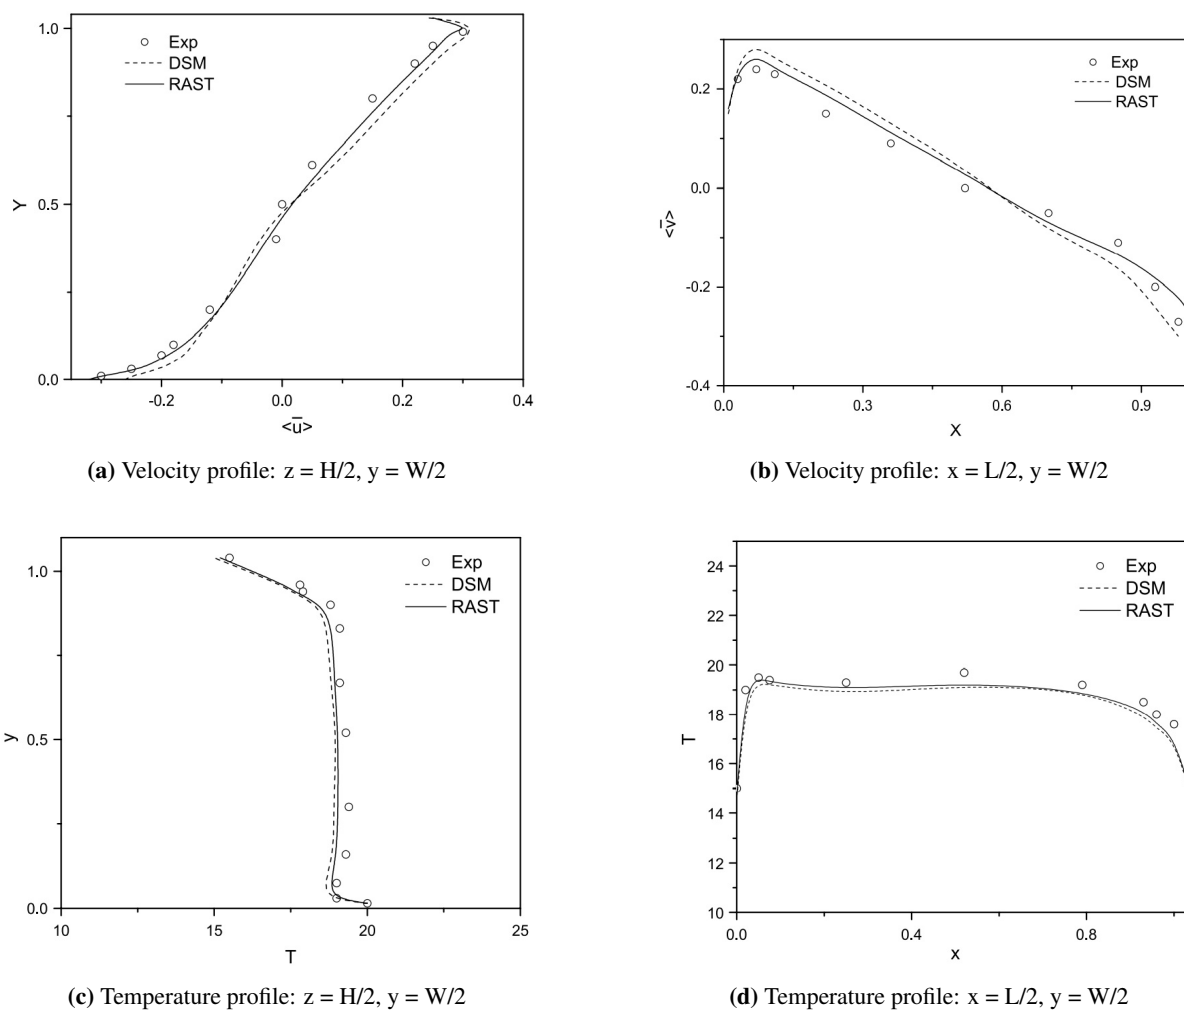 1.0
0.5
0.0
Y
Exp
DSM
RAST
-0.2
0.0
0.2
0.4
<u̅>
(a) Velocity profile: z = H/2, y = W/2
0.2
0.0
-0.2
-0.4
<v̅>
Exp
DSM
RAST
0.0
0.3
0.6
0.9
X
(b) Velocity profile: x = L/2, y = W/2
1.0
0.5
0.0
y
Exp
DSM
RAST
10
15
20
25
T
(c) Temperature profile: z = H/2, y = W/2
24
22
20
18
16
14
12
10
T
Exp
DSM
RAST
0.0
0.4
0.8
x
(d) Temperature profile: x = L/2, y = W/2